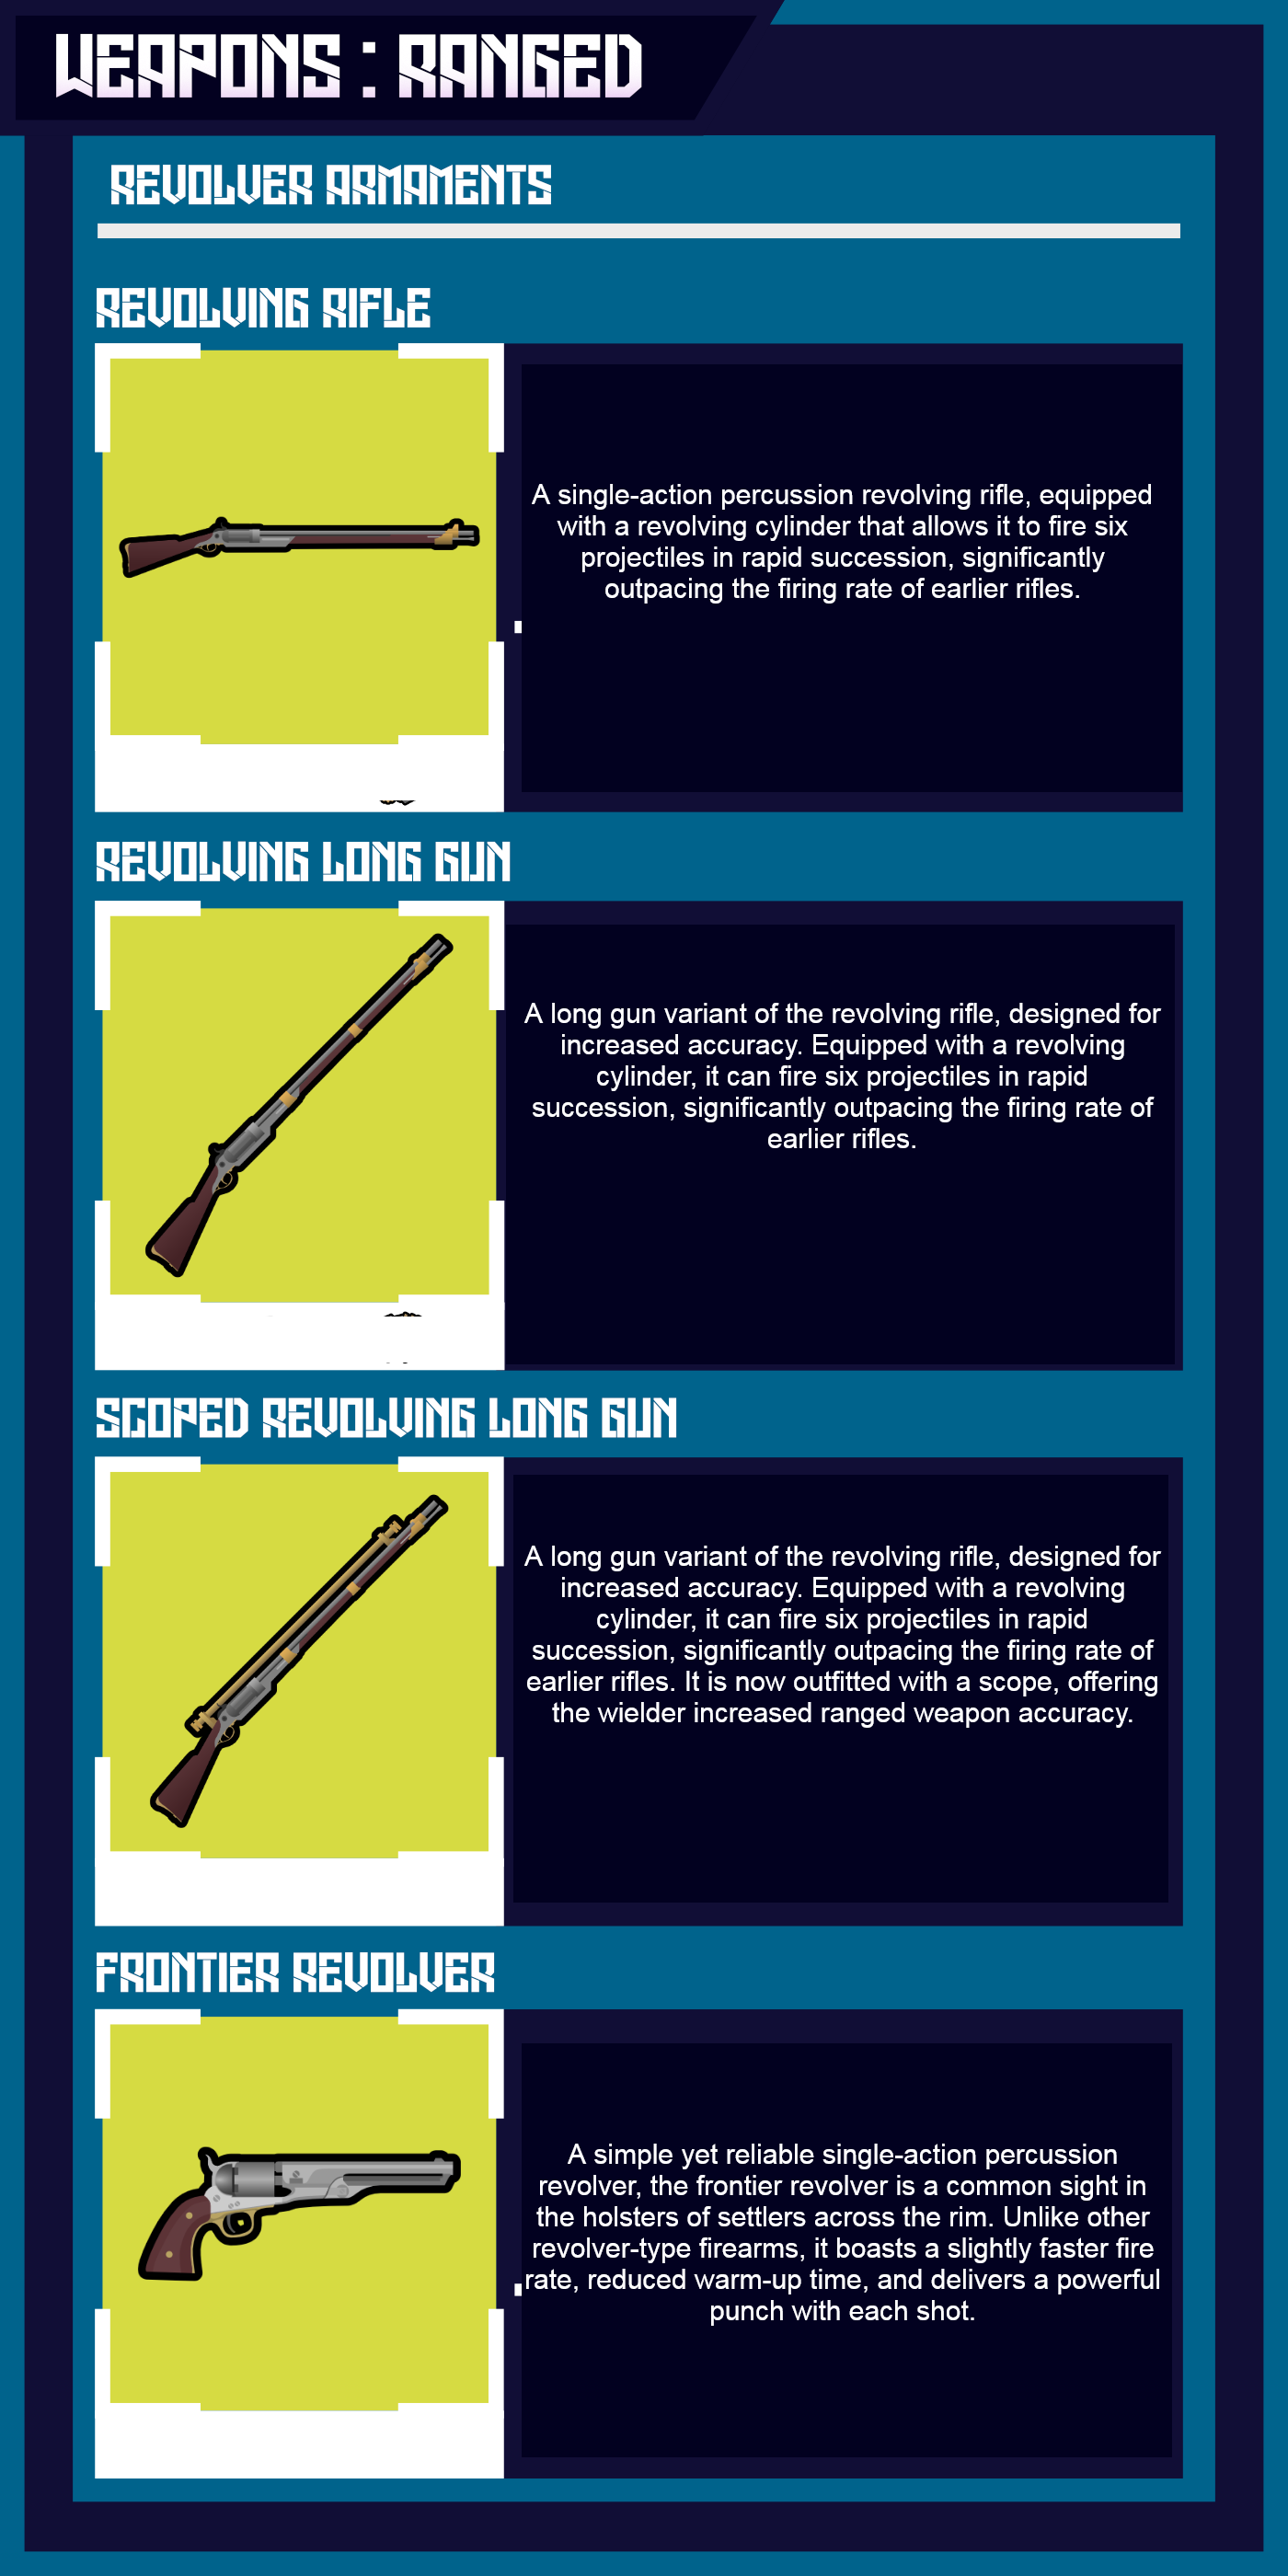 WEAPONS : RANGED
REVOLVER ARMAMENTS
REVOLVING RIFLE
A single-action percussion revolving rifle, equipped
with a revolving cylinder that allows it to fire six
projectiles in rapid succession, significantly
outpacing the firing rate of earlier rifles.
REVOLVING LONG GUN
A long gun variant of the revolving rifle, designed for
increased accuracy. Equipped with a revolving
cylinder, it can fire six projectiles in rapid
succession, significantly outpacing the firing rate of
earlier rifles.
SCOPED REVOLVING LONG GUN
A long gun variant of the revolving rifle, designed for
increased accuracy. Equipped with a revolving
cylinder, it can fire six projectiles in rapid
succession, significantly outpacing the firing rate of
earlier rifles. It is now outfitted with a scope, offering
the wielder increased ranged weapon accuracy.
FRONTIER REVOLVER
A simple yet reliable single-action percussion
revolver, the frontier revolver is a common sight in
the holsters of settlers across the rim. Unlike other
revolver-type firearms, it boasts a slightly faster fire
rate, reduced warm-up time, and delivers a powerful
punch with each shot.